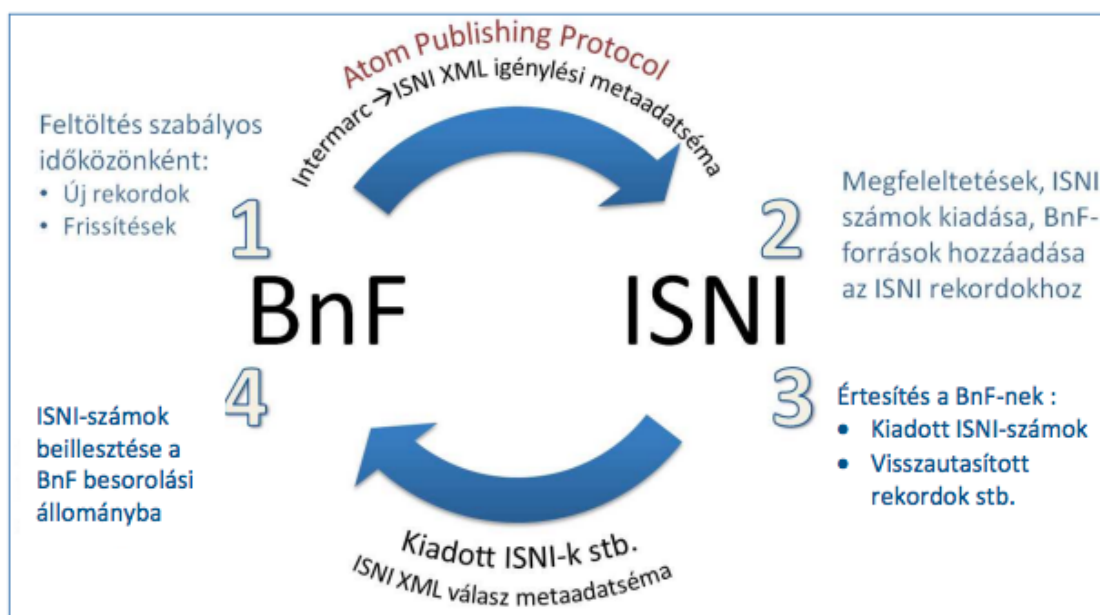 Atom Publishing Protocol
Intermarc → ISNI XML igénylési metaadatséma
Feltöltés szabályos
időközönként:
• Új rekordok
• Frissítések
1
BnF
2
ISNI
Megfeleltetések, ISNI
számok kiadása, BnF-
források hozzáadása
az ISNI rekordokhoz
3
Értesítés a BnF-nek :
• Kiadott ISNI-számok
• Visszautasított
rekordok stb.
4
ISNI-számok
beillesztése a
BnF besorolási
állományba
Kiadott ISNI-k stb.
ISNI XML válasz metaadatséma